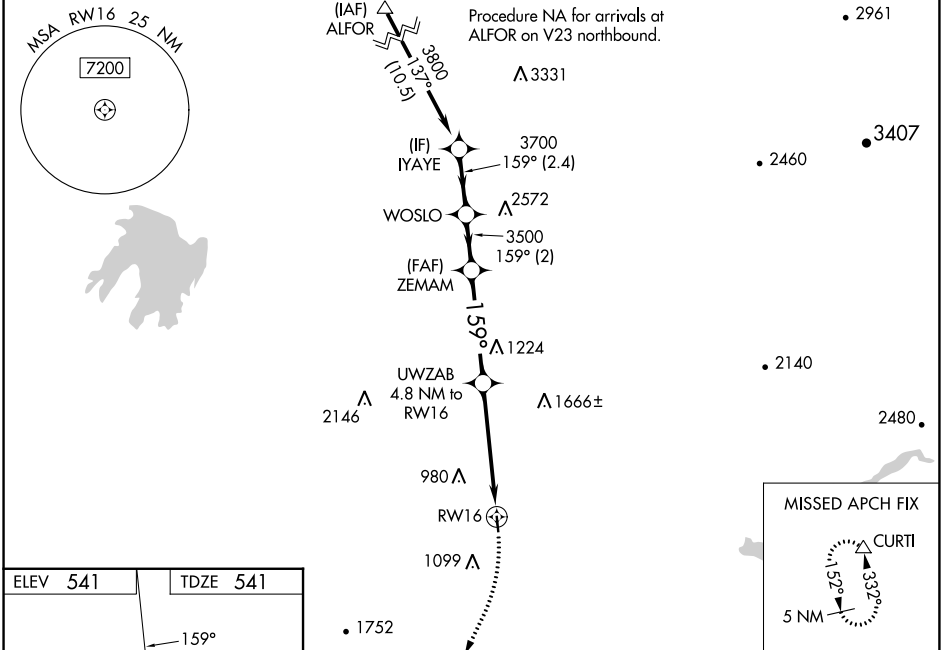 MSA RW16 25 NM
7200
(IAF)
ALFOR
Procedure NA for arrivals at
ALFOR on V23 northbound.
3800
137°
(10.5)
3331
2961
3407
2460
(IF)
IYAYE
3700
159° (2.4)
WOSLO
2572
3500
159° (2)
(FAF)
ZEMAM
159°
1224
2140
UWZAB
4.8 NM to
RW16
2146
1666±
2480
980
RW16
1099
1752
MISSED APCH FIX
CURTI
152°
332°
5 NM
ELEV 541
TDZE 541
159°